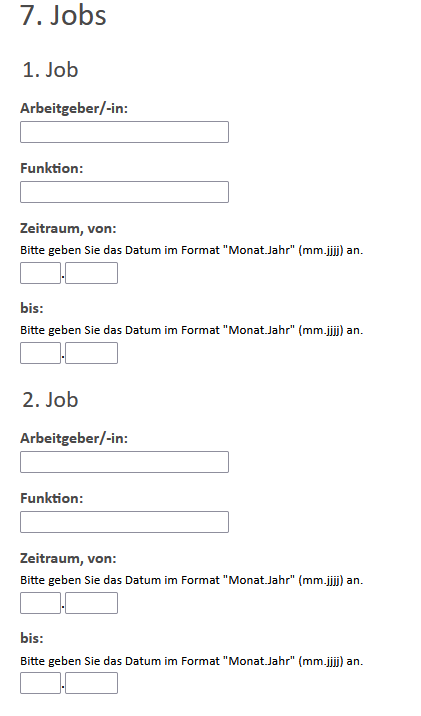 7. Jobs
1. Job
Arbeitgeber/-in:
Funktion:
Zeitraum, von:
Bitte geben Sie das Datum im Format "Monat.Jahr" (mm.jjjj) an.
.
bis:
Bitte geben Sie das Datum im Format "Monat.Jahr" (mm.jjjj) an.
.
2. Job
Arbeitgeber/-in:
Funktion:
Zeitraum, von:
Bitte geben Sie das Datum im Format "Monat.Jahr" (mm.jjjj) an.
.
bis:
Bitte geben Sie das Datum im Format "Monat.Jahr" (mm.jjjj) an.
.